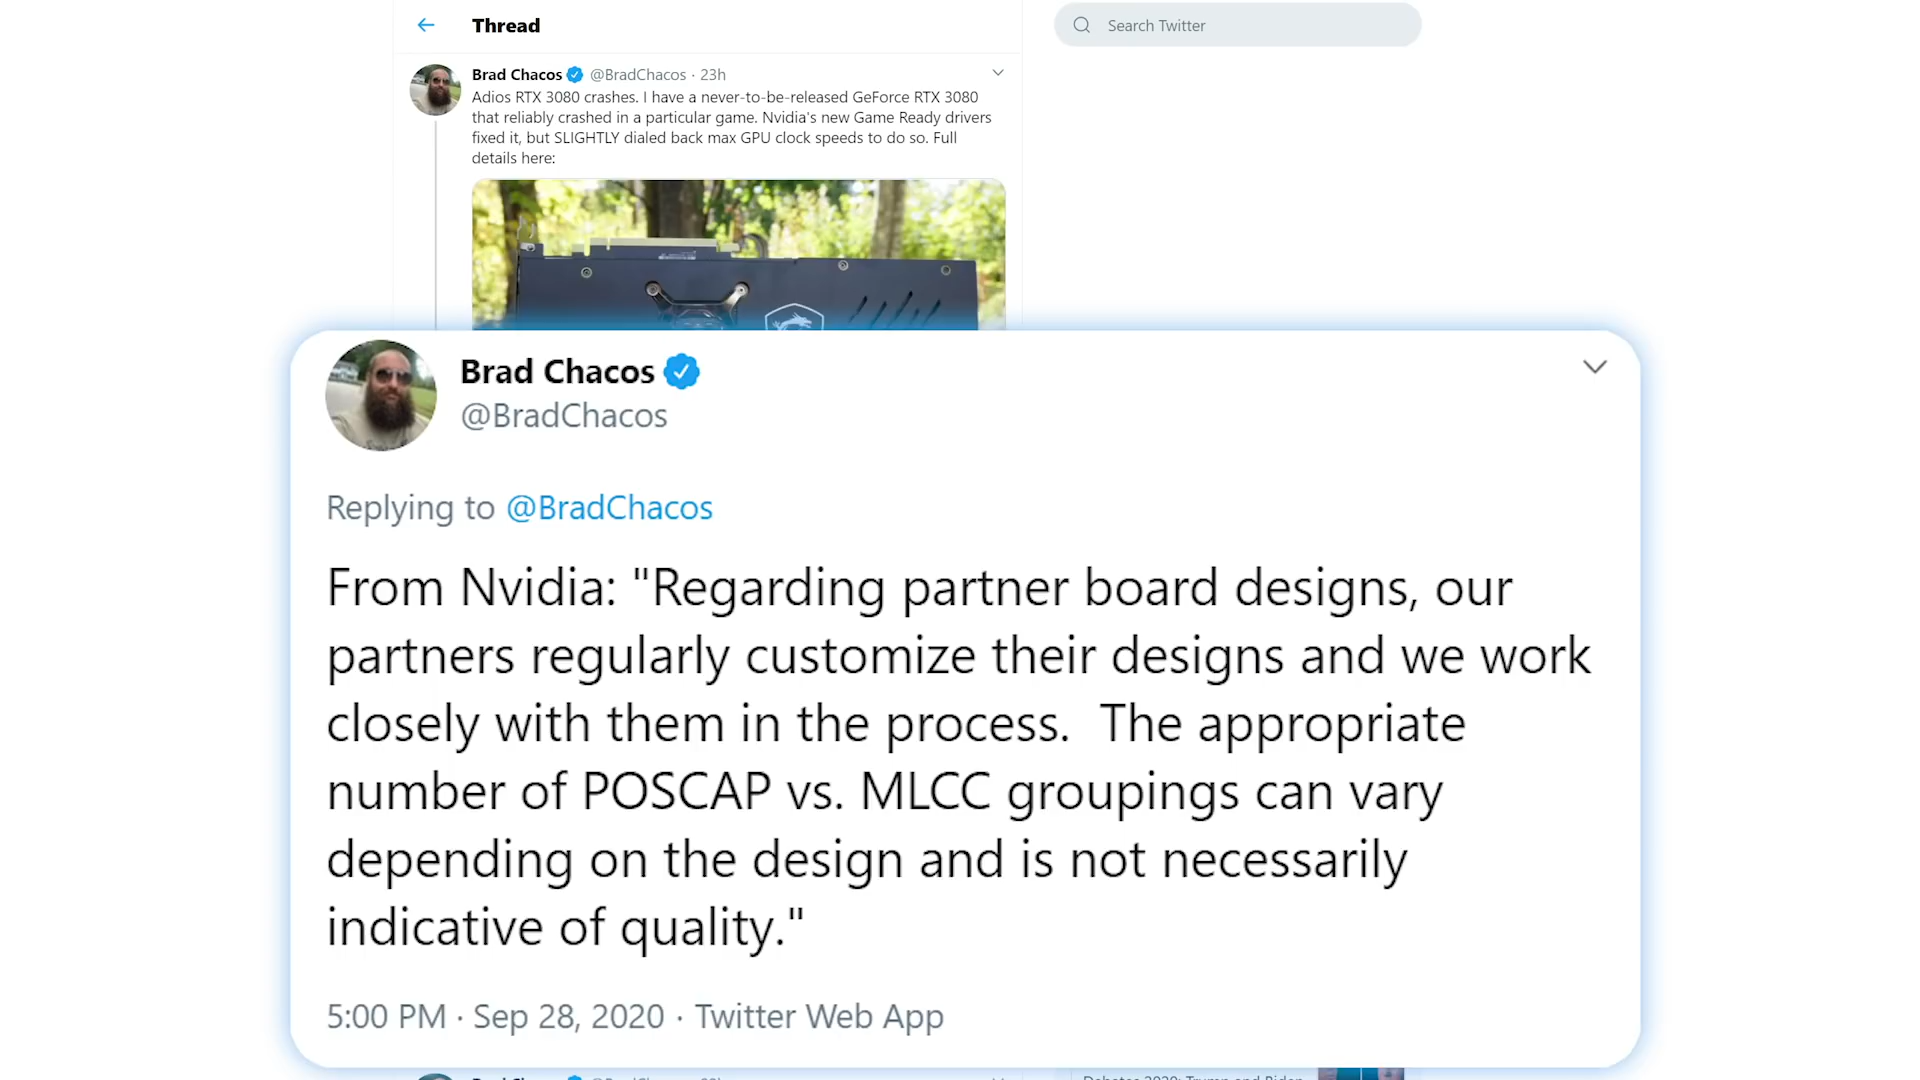 Thread
Search Twitter
Brad Chacos @BradChacos · 23h
Adios RTX 3080 crashes. I have a never-to-be-released GeForce RTX 3080
that reliably crashed in a particular game. Nvidia's new Game Ready drivers
fixed it, but SLIGHTLY dialed back max GPU clock speeds to do so. Full
details here:
Brad Chacos
@BradChacos
Replying to @BradChacos
From Nvidia: "Regarding partner board designs, our
partners regularly customize their designs and we work
closely with them in the process.  The appropriate
number of POSCAP vs. MLCC groupings can vary
depending on the design and is not necessarily
indicative of quality."
5:00 PM · Sep 28, 2020 · Twitter Web App
Debates 2020: Trump and Biden